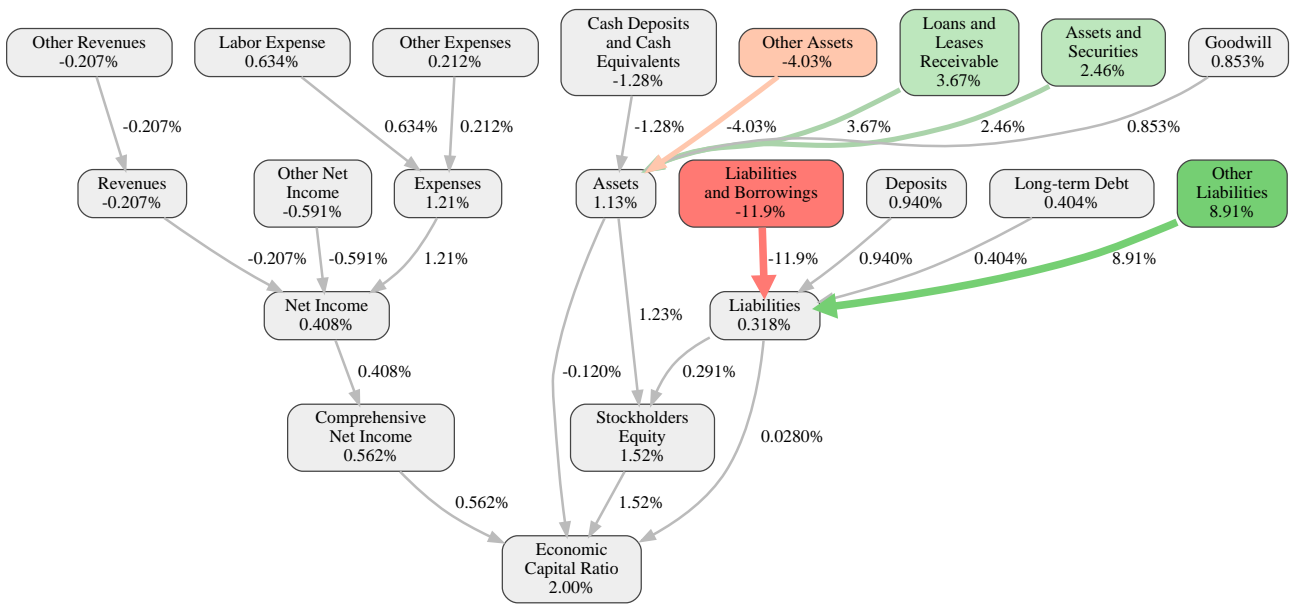 Other Revenues
-0.207%
Labor Expense
0.634%
Other Expenses
0.212%
Cash Deposits
and Cash
Equivalents
-1.28%
Other Assets
-4.03%
Loans and
Leases
Receivable
3.67%
Assets and
Securities
2.46%
Goodwill
0.853%
-0.207%
0.634%
0.212%
-1.28%
-4.03%
3.67%
2.46%
0.853%
Revenues
-0.207%
Other Net
Income
-0.591%
Expenses
1.21%
Assets
1.13%
Liabilities
and Borrowings
-11.9%
Deposits
0.940%
Long-term Debt
0.404%
Other
Liabilities
8.91%
-0.207%
-0.591%
1.21%
-11.9%
0.940%
0.404%
8.91%
Net Income
0.408%
Liabilities
0.318%
1.23%
0.408%
-0.120%
0.291%
Comprehensive
Net Income
0.562%
Stockholders
Equity
1.52%
0.0280%
0.562%
1.52%
Economic
Capital Ratio
2.00%